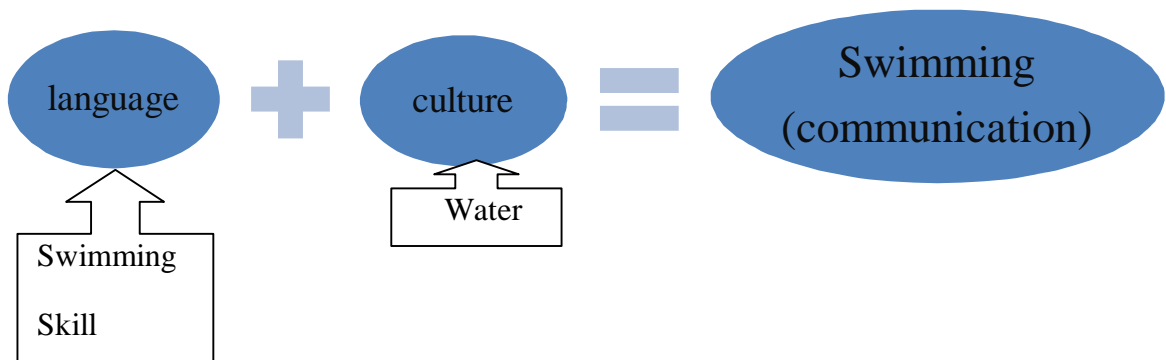 language
culture
Swimming
(communication)
Water
Swimming
Skill